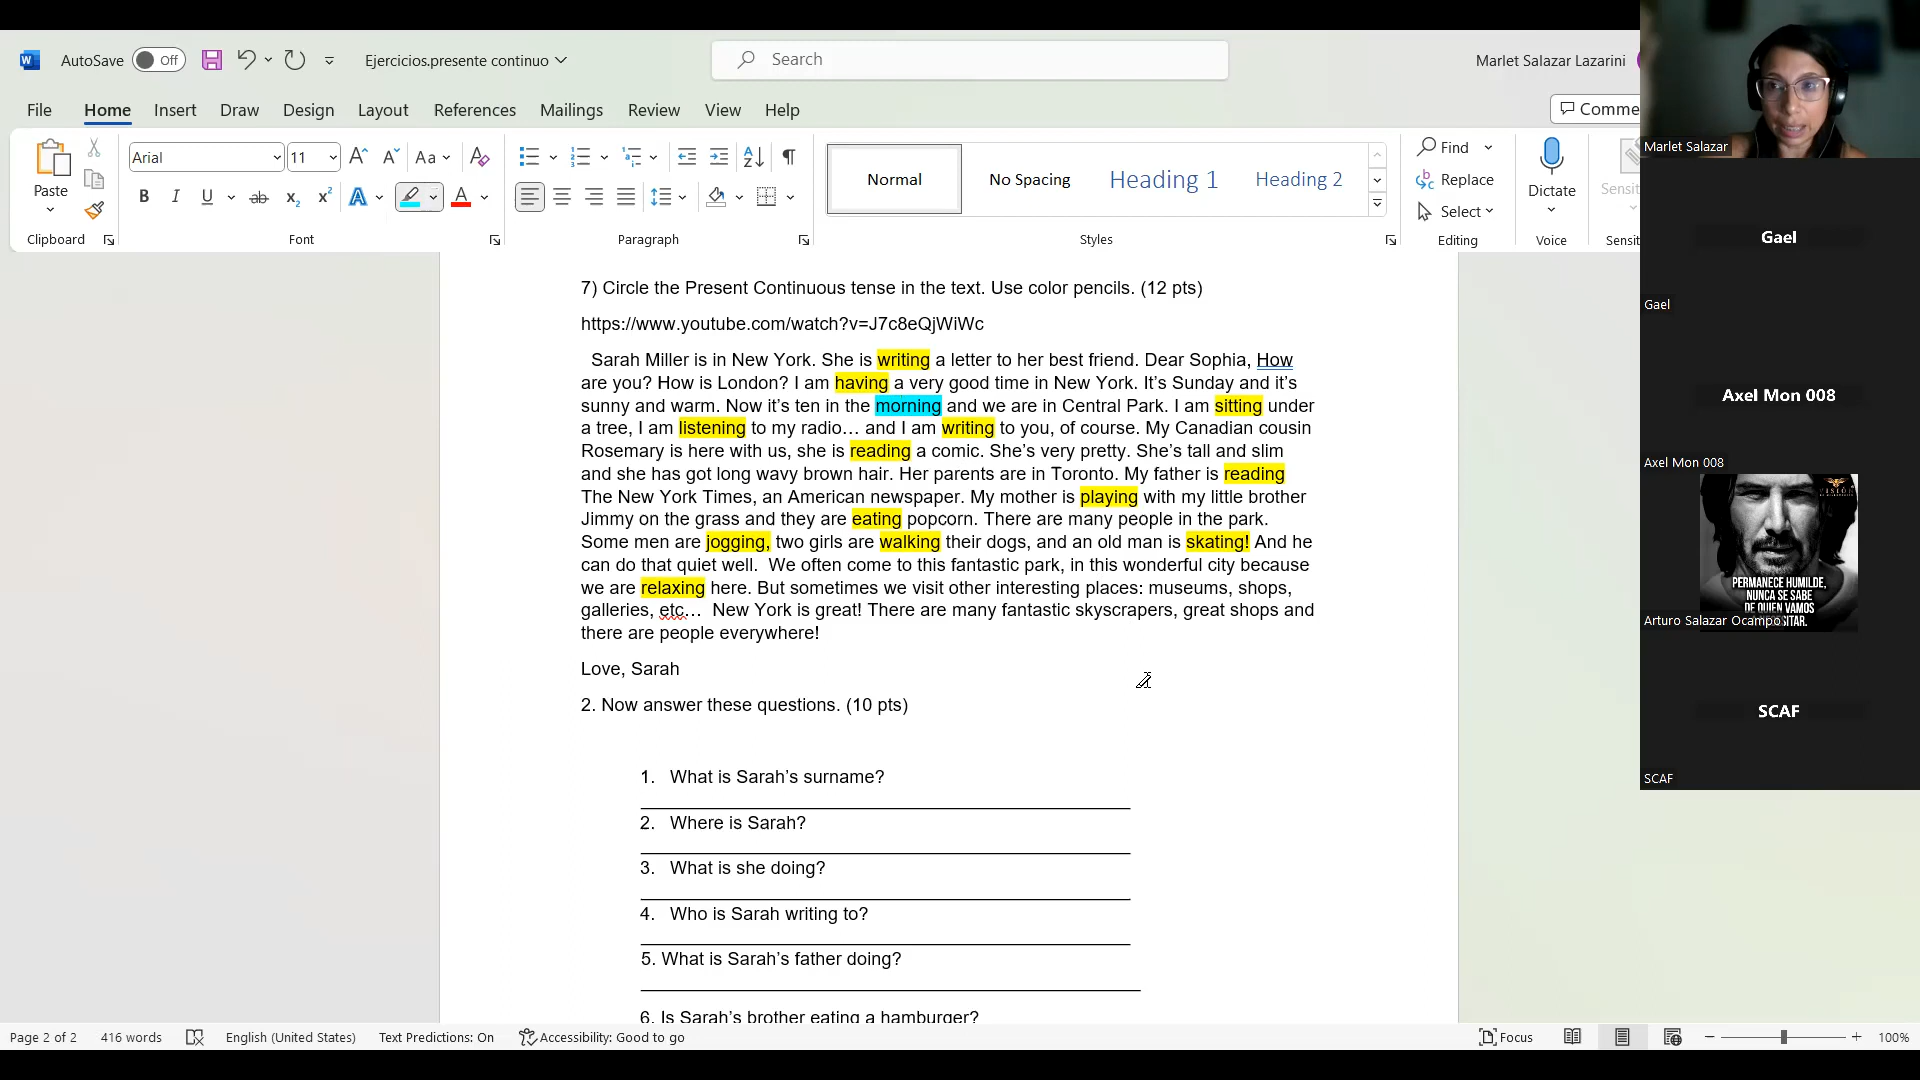 AutoSave Off Ejercicios.presente continuo Search Marlet Salazar Lazarini
File Home Insert Draw Design Layout References Mailings Review View Help Comme
Paste Arial 11 Aa Normal No Spacing Heading 1 Heading 2 Find Replace Select Dictate Sensit
Clipboard Font Paragraph Styles Editing Voice Sensit
7) Circle the Present Continuous tense in the text. Use color pencils. (12 pts)
https://www.youtube.com/watch?v=J7c8eQjWiWc
Sarah Miller is in New York. She is writing a letter to her best friend. Dear Sophia, How
are you? How is London? I am having a very good time in New York. It’s Sunday and it’s
sunny and warm. Now it’s ten in the morning and we are in Central Park. I am sitting under
a tree, I am listening to my radio… and I am writing to you, of course. My Canadian cousin
Rosemary is here with us, she is reading a comic. She’s very pretty. She’s tall and slim
and she has got long wavy brown hair. Her parents are in Toronto. My father is reading
The New York Times, an American newspaper. My mother is playing with my little brother
Jimmy on the grass and they are eating popcorn. There are many people in the park.
Some men are jogging, two girls are walking their dogs, and an old man is skating! And he
can do that quiet well.  We often come to this fantastic park, in this wonderful city because
we are relaxing here. But sometimes we visit other interesting places: museums, shops,
galleries, etc…  New York is great! There are many fantastic skyscrapers, great shops and
there are people everywhere!
Love, Sarah
2. Now answer these questions. (10 pts)
1. What is Sarah’s surname?
2. Where is Sarah?
3. What is she doing?
4. Who is Sarah writing to?
5. What is Sarah’s father doing?
6. Is Sarah’s brother eating a hamburger?
Page 2 of 2 416 words English (United States) Text Predictions: On Accessibility: Good to go Focus 100%
Marlet Salazar
Gael
Gael
Axel Mon 008
Axel Mon 008
PERMANECE HUMILDE,
NUNCA SE SABE
DE QUIEN VAMOS
SITAR.
Arturo Salazar Ocampo
SCAF
SCAF